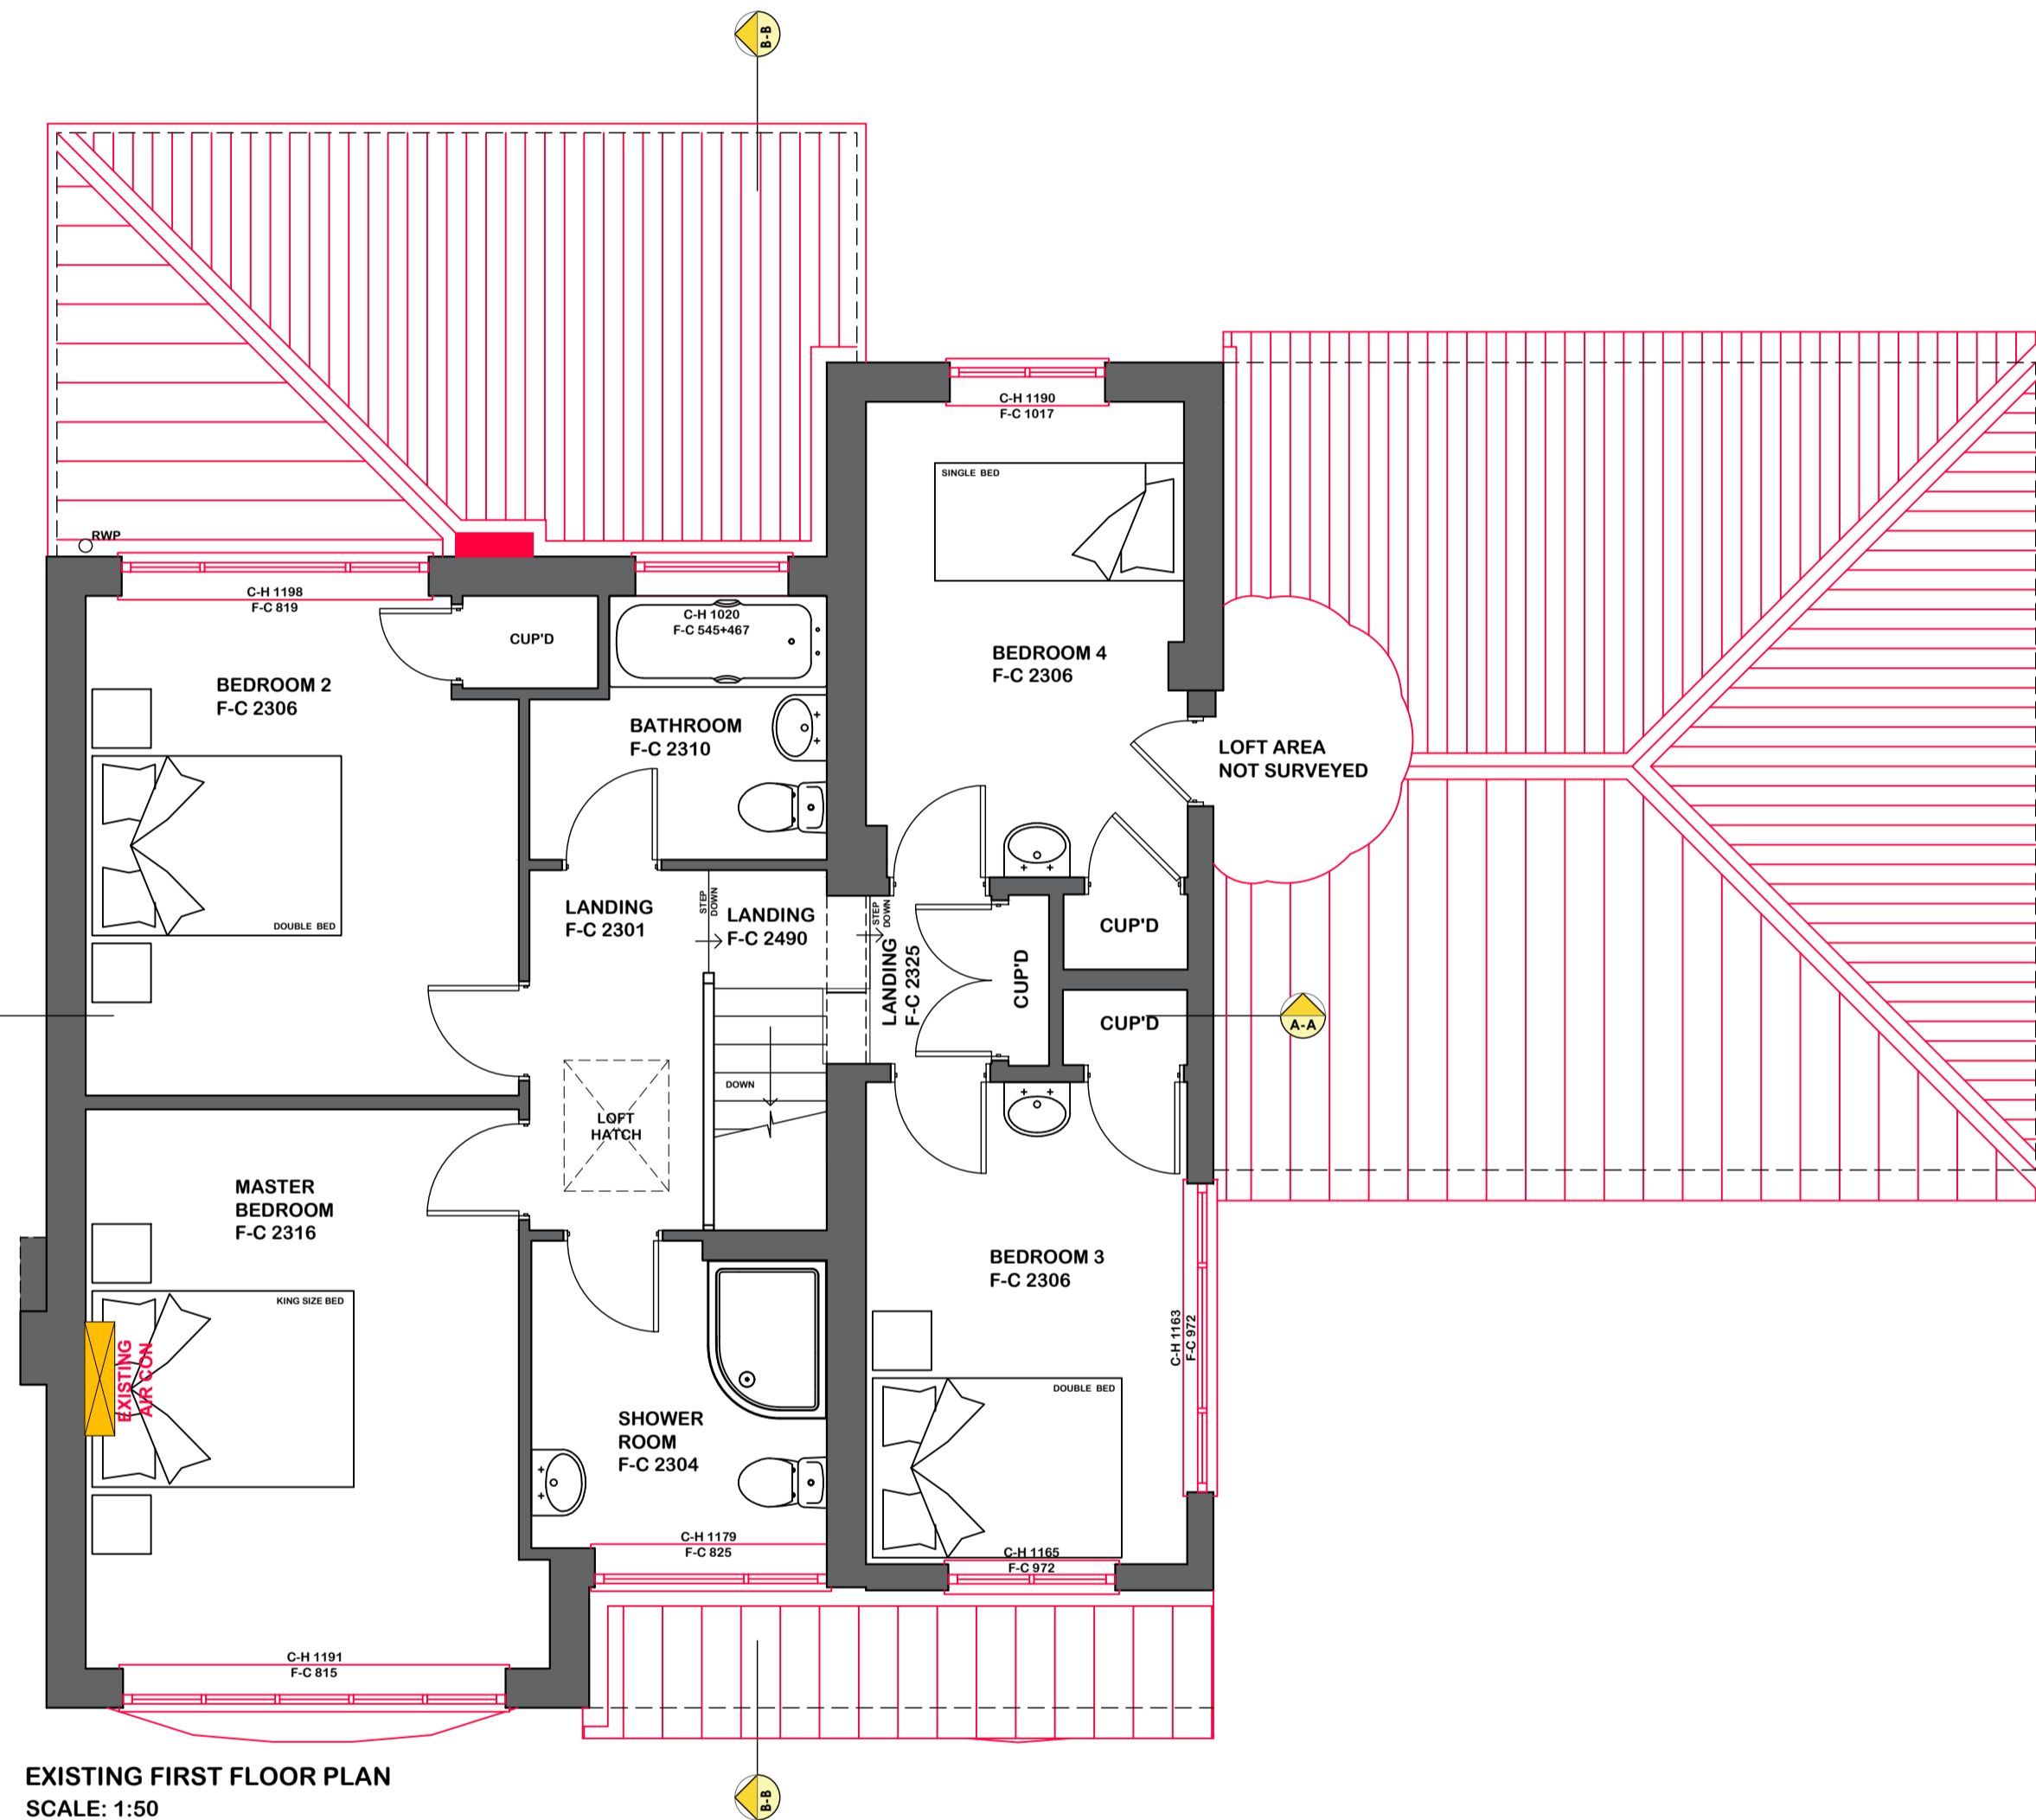 B-B
RWP
C-H 1198
F-C 819
C-H 1020
F-C 545+467
C-H 1190
F-C 1017
SINGLE BED
CUP'D
BEDROOM 2
F-C 2306
BATHROOM
F-C 2310
BEDROOM 4
F-C 2306
LOFT AREA
NOT SURVEYED
DOUBLE BED
LANDING
F-C 2301
STEP
DOWN
LANDING
F-C 2490
STEP
DOWN
LANDING
F-C 2325
CUP'D
CUP'D
CUP'D
A-A
DOWN
LOFT
HATCH
MASTER
BEDROOM
F-C 2316
KING SIZE BED
EXISTING
AIR CON
SHOWER
ROOM
F-C 2304
BEDROOM 3
F-C 2306
C-H 1163
F-C 972
DOUBLE BED
C-H 1179
F-C 825
C-H 1165
F-C 972
C-H 1191
F-C 815
EXISTING FIRST FLOOR PLAN
SCALE: 1:50
B-B